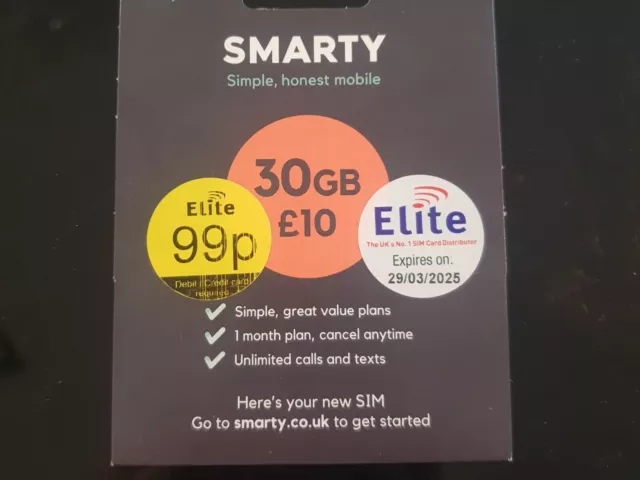 SMARTY
Simple, honest mobile
30GB
£10
Elite
99p
Debit / Credit card
required
Elite
The UK's No. 1 SIM Card Distributor
Expires on.
29/03/2025
Simple, great value plans
1 month plan, cancel anytime
Unlimited calls and texts
Here's your new SIM
Go to smarty.co.uk to get started